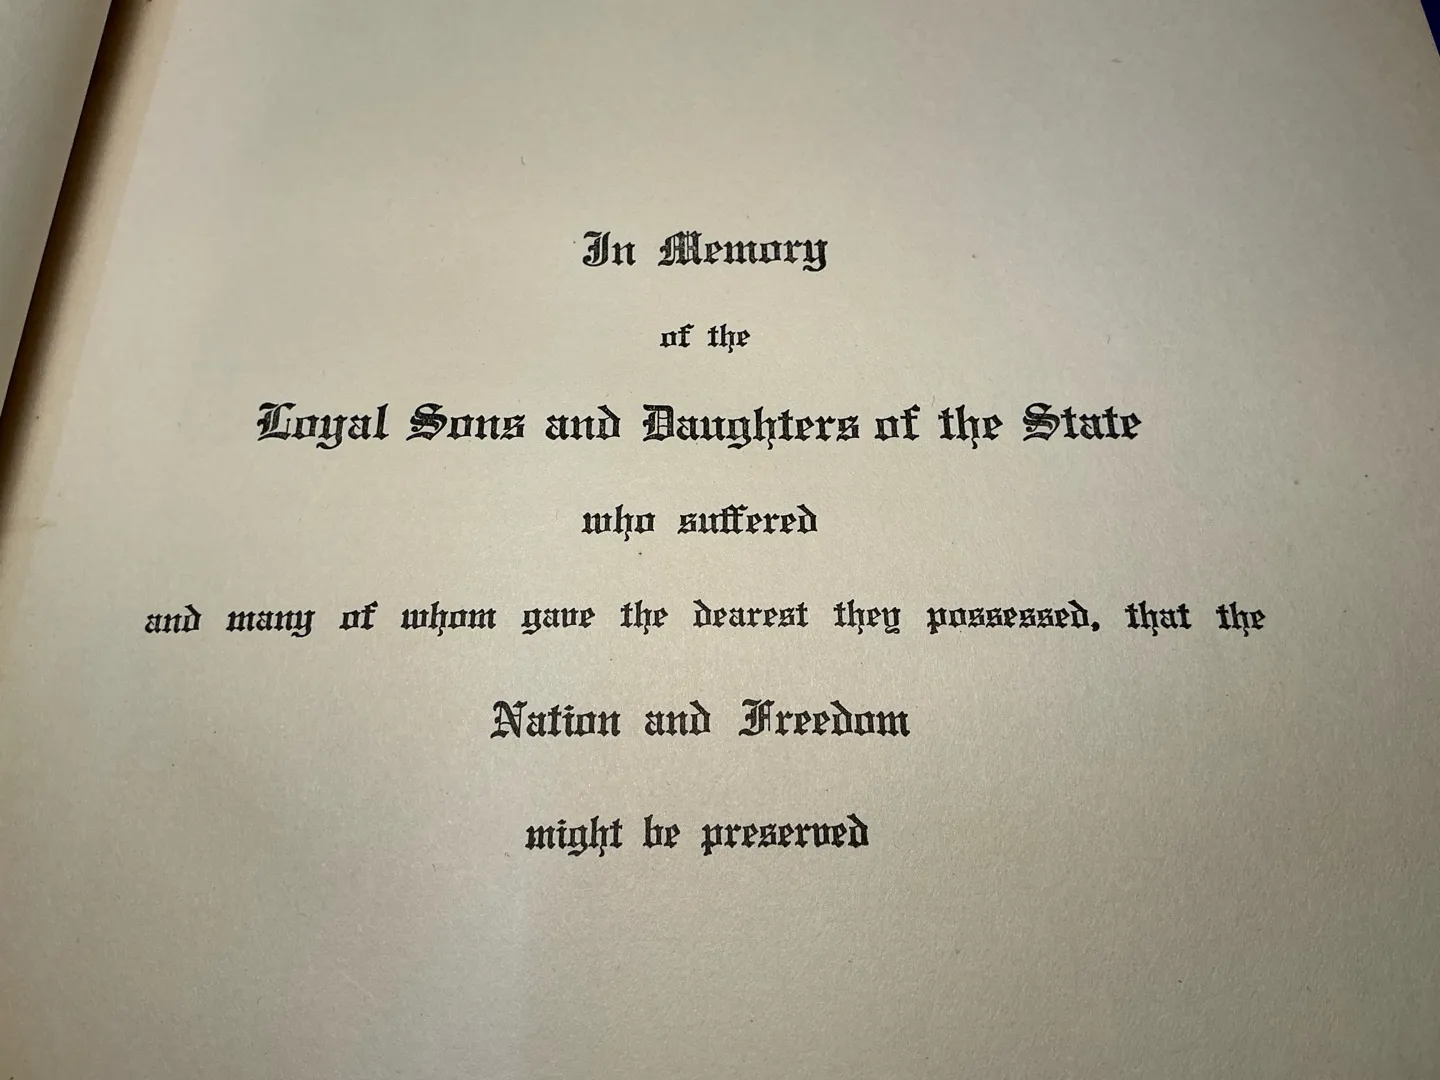 In Memory
of the
Loyal Sons and Daughters of the State
who suffered
and many of whom gave the dearest they possessed, that the
Nation and Freedom
might be preserved